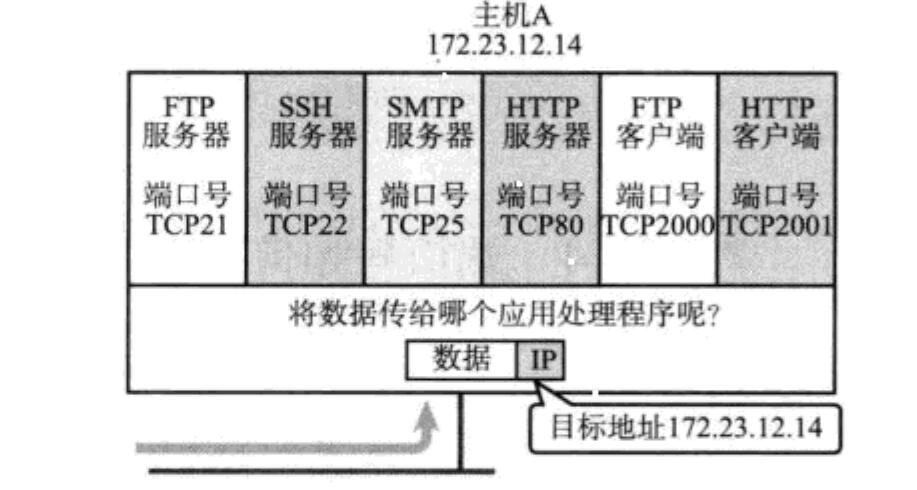 主机A
172.23.12.14
FTP
服务器
端口号
TCP21
SSH
服务器
端口号
TCP22
SMTP
服务器
端口号
TCP25
HTTP
服务器
端口号
TCP80
FTP
客户端
端口号
TCP2000
HTTP
客户端
端口号
TCP2001
将数据传给哪个应用处理程序呢?
数据 IP
目标地址172.23.12.14